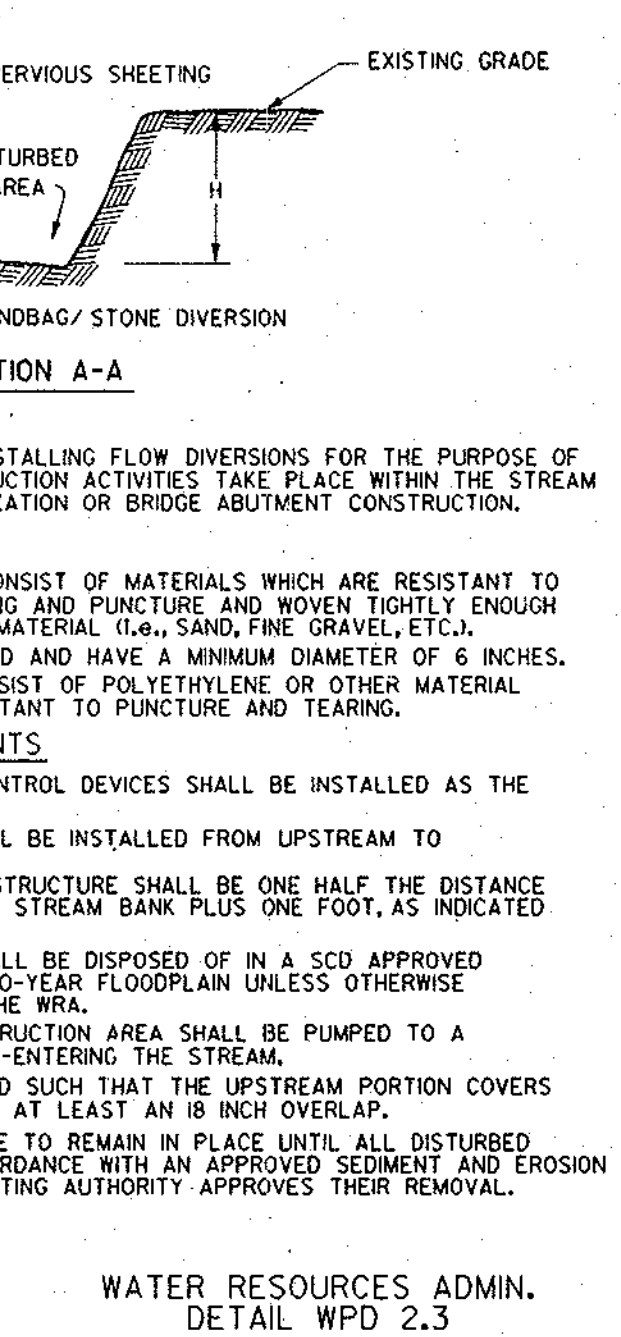 EXISTING GRADE
ERVIOUS SHEETING
TURBED
AREA
H
NDBAG/ STONE DIVERSION
TION A-A
STALLING FLOW DIVERSIONS FOR THE PURPOSE OF
UCTION ACTIVITIES TAKE PLACE WITHIN THE STREAM
ATION OR BRIDGE ABUTMENT CONSTRUCTION.
ONSIST OF MATERIALS WHICH ARE RESISTANT TO
NG AND PUNCTURE AND WOVEN TIGHTLY ENOUGH
MATERIAL (i.e., SAND, FINE GRAVEL, ETC.).
D AND HAVE A MINIMUM DIAMETER OF 6 INCHES.
SIST OF POLYETHYLENE OR OTHER MATERIAL
TANT TO PUNCTURE AND TEARING.
NTS
NTROL DEVICES SHALL BE INSTALLED AS THE
L BE INSTALLED FROM UPSTREAM TO
STRUCTURE SHALL BE ONE HALF THE DISTANCE
STREAM BANK PLUS ONE FOOT, AS INDICATED
LL BE DISPOSED OF IN A SCD APPROVED
O-YEAR FLOODPLAIN UNLESS OTHERWISE
HE WRA.
RUCTION AREA SHALL BE PUMPED TO A
-ENTERING THE STREAM.
D SUCH THAT THE UPSTREAM PORTION COVERS
AT LEAST AN 18 INCH OVERLAP.
E TO REMAIN IN PLACE UNTIL ALL DISTURBED
RDANCE WITH AN APPROVED SEDIMENT AND EROSION
TING AUTHORITY APPROVES THEIR REMOVAL.
WATER RESOURCES ADMIN.
DETAIL WPD 2.3